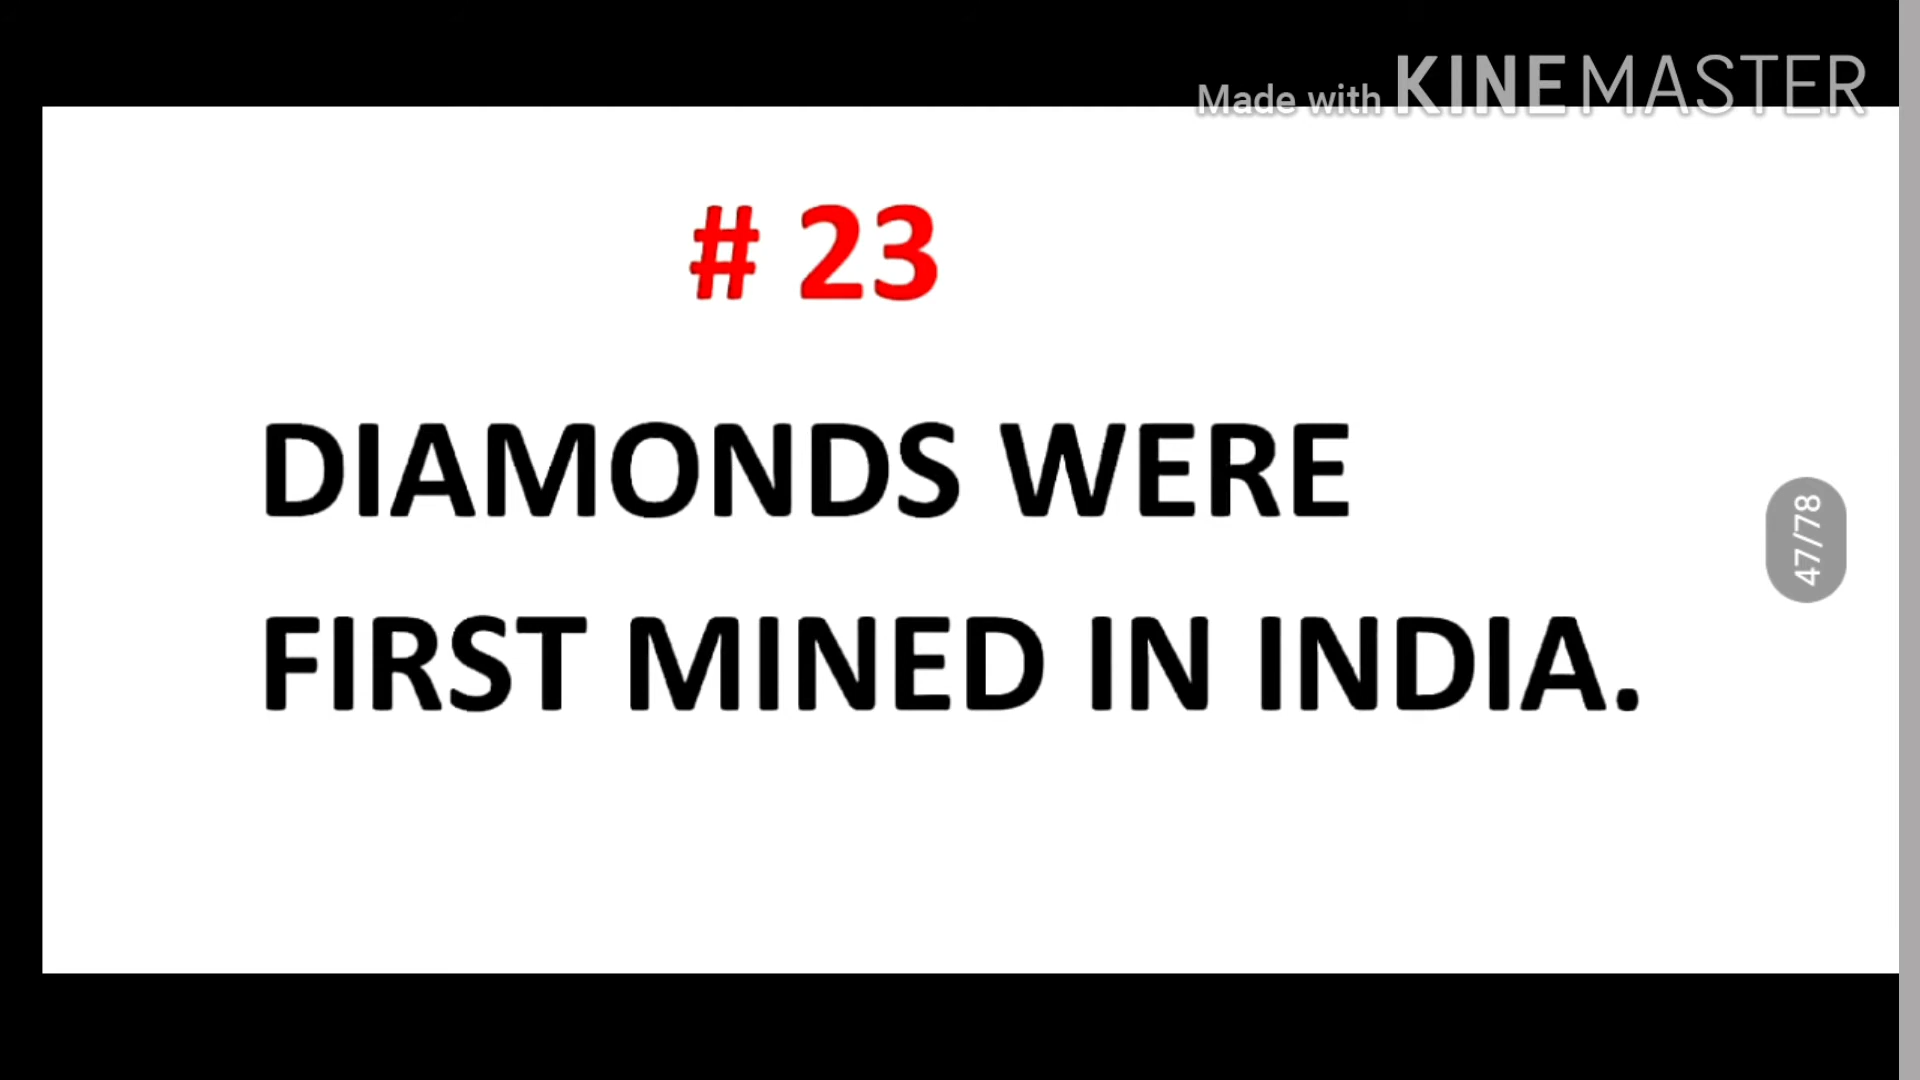 Made with KINEMASTER
# 23
DIAMONDS WERE
FIRST MINED IN INDIA.
47/78